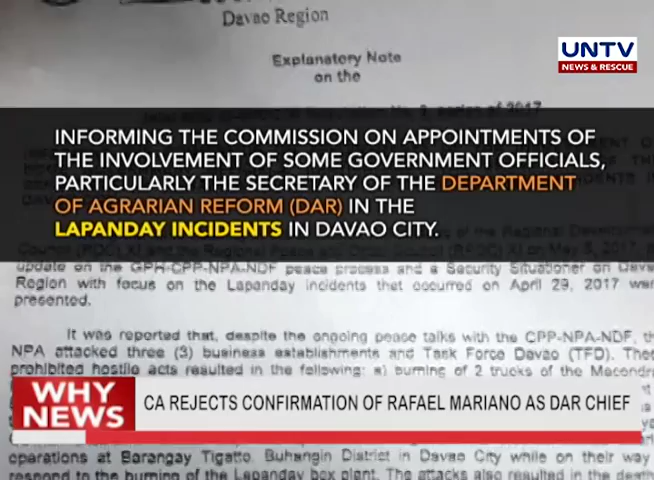 Davao Region
UNTV
NEWS & RESCUE
Explanatory Note
on the
2017
INFORMING THE COMMISSION ON APPOINTMENTS OF
THE INVOLVEMENT OF SOME GOVERNMENT OFFICIALS,
PARTICULARLY THE SECRETARY OF THE DEPARTMENT
OF AGRARIAN REFORM (DAR) IN THE
LAPANDAY INCIDENTS IN DAVAO CITY.
update on the GPH-CPP-NPA-NDF peace process and a Security Situationer on Dava
Region with focus on the Lapanday incidents that occurred on April 29, 2017 wer
presented.
It was reported that, despite the ongoing peace talks with the CPP-NPA-NDF, th
NPA attacked three (3) business establishments and Task Force Davao (TFD). Thes
prohibited hostile acts resulted in the following: a) burning of 2 trucks of the Macondr
WHY
NEWS
CA REJECTS CONFIRMATION OF RAFAEL MARIANO AS DAR CHIEF
operations at Barangay Tigatto, Buhangin District in Davao City while on their way
respond to the burning of the Lapanday box plant. The attacks also resulted in the death